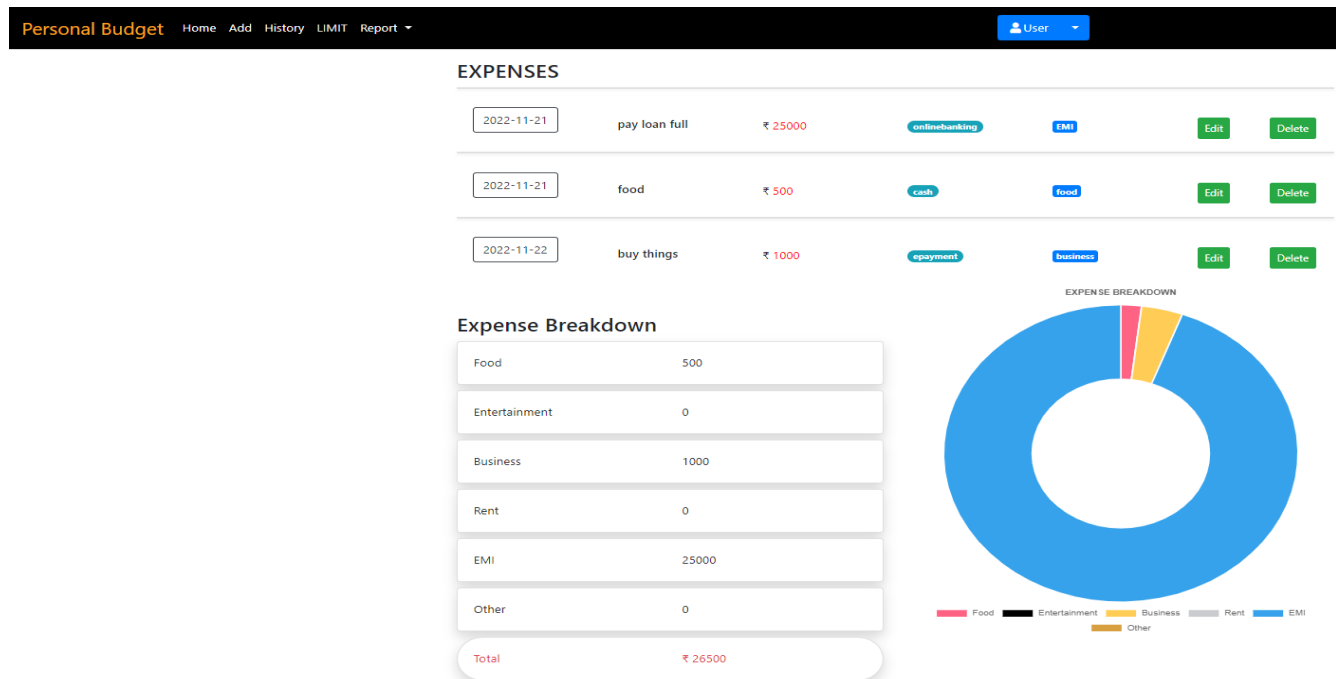 Personal Budget Home Add History LIMIT Report User
EXPENSES
2022-11-21 pay loan full ₹ 25000 onlinebanking EMI Edit Delete
2022-11-21 food ₹ 500 cash food Edit Delete
2022-11-22 buy things ₹ 1000 epayment business Edit Delete
Expense Breakdown
Food 500
Entertainment 0
Business 1000
Rent 0
EMI 25000
Other 0
Total ₹ 26500
EXPENSE BREAKDOWN
Food Entertainment Business Rent EMI
Other